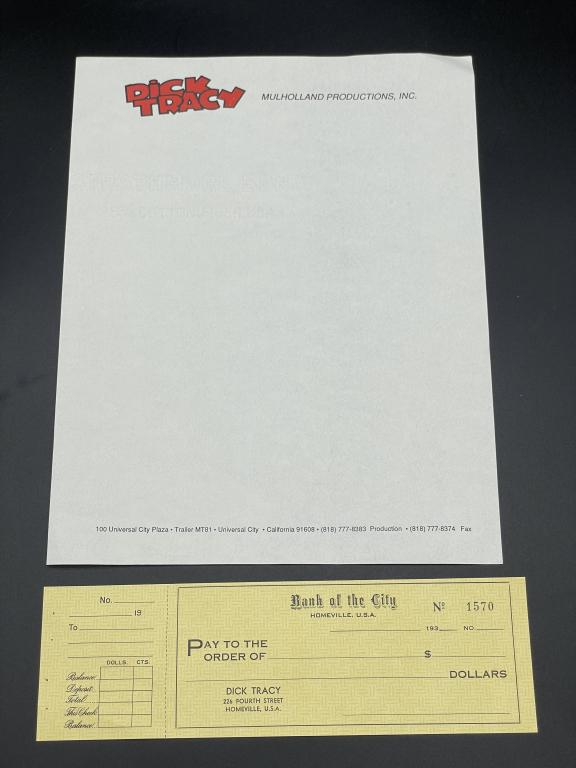 DICK
TRACY
MULHOLLAND PRODUCTIONS, INC.
100 Universal City Plaza • Trailer MT81 • Universal City • California 91608 • (818) 777-8383 Production • (818) 777-8374 Fax
No.
19
To
DOLLS. CTS.
Balance
Deposit
Total
This Check
Balance
Bank of the City
HOMEVILLE, U.S.A.
Nº 1570
193 NO.
PAY TO THE
ORDER OF $
DOLLARS
DICK TRACY
226 FOURTH STREET
HOMEVILLE, U.S.A.